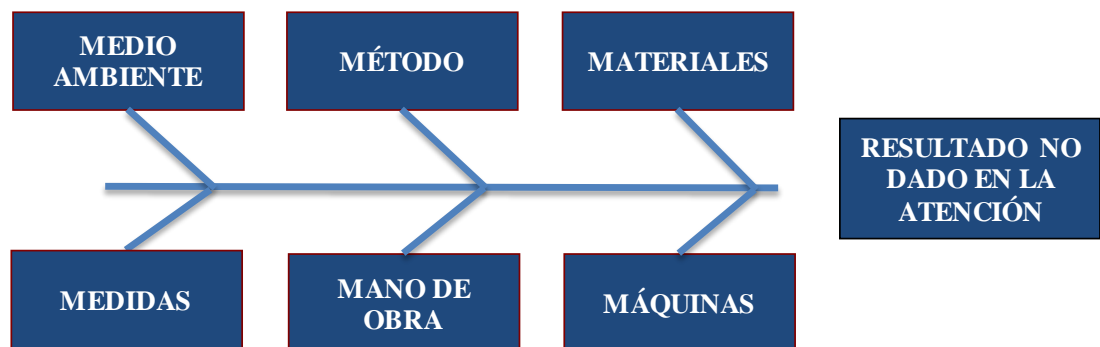 MEDIO
AMBIENTE
MÉTODO
MATERIALES
RESULTADO NO
DADO EN LA
ATENCIÓN
MEDIDAS
MANO DE
OBRA
MÁQUINAS